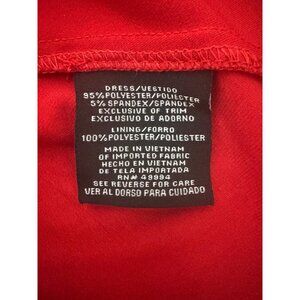 DRESS/VESTIDO
95% POLYESTER/POLIESTER
5% SPANDEX/SPANDEX
EXCLUSIVE OF TRIM
EXCLUSIVO DE ADORNO
LINING/FORRO
100% POLYESTER/POLIESTER
MADE IN VIETNAM
OF IMPORTED FABRIC
HECHO EN VIETNAM
DE TELA IMPORTADA
RN# 49994
SEE REVERSE FOR CARE
VER AL DORSO PARA CUIDADO